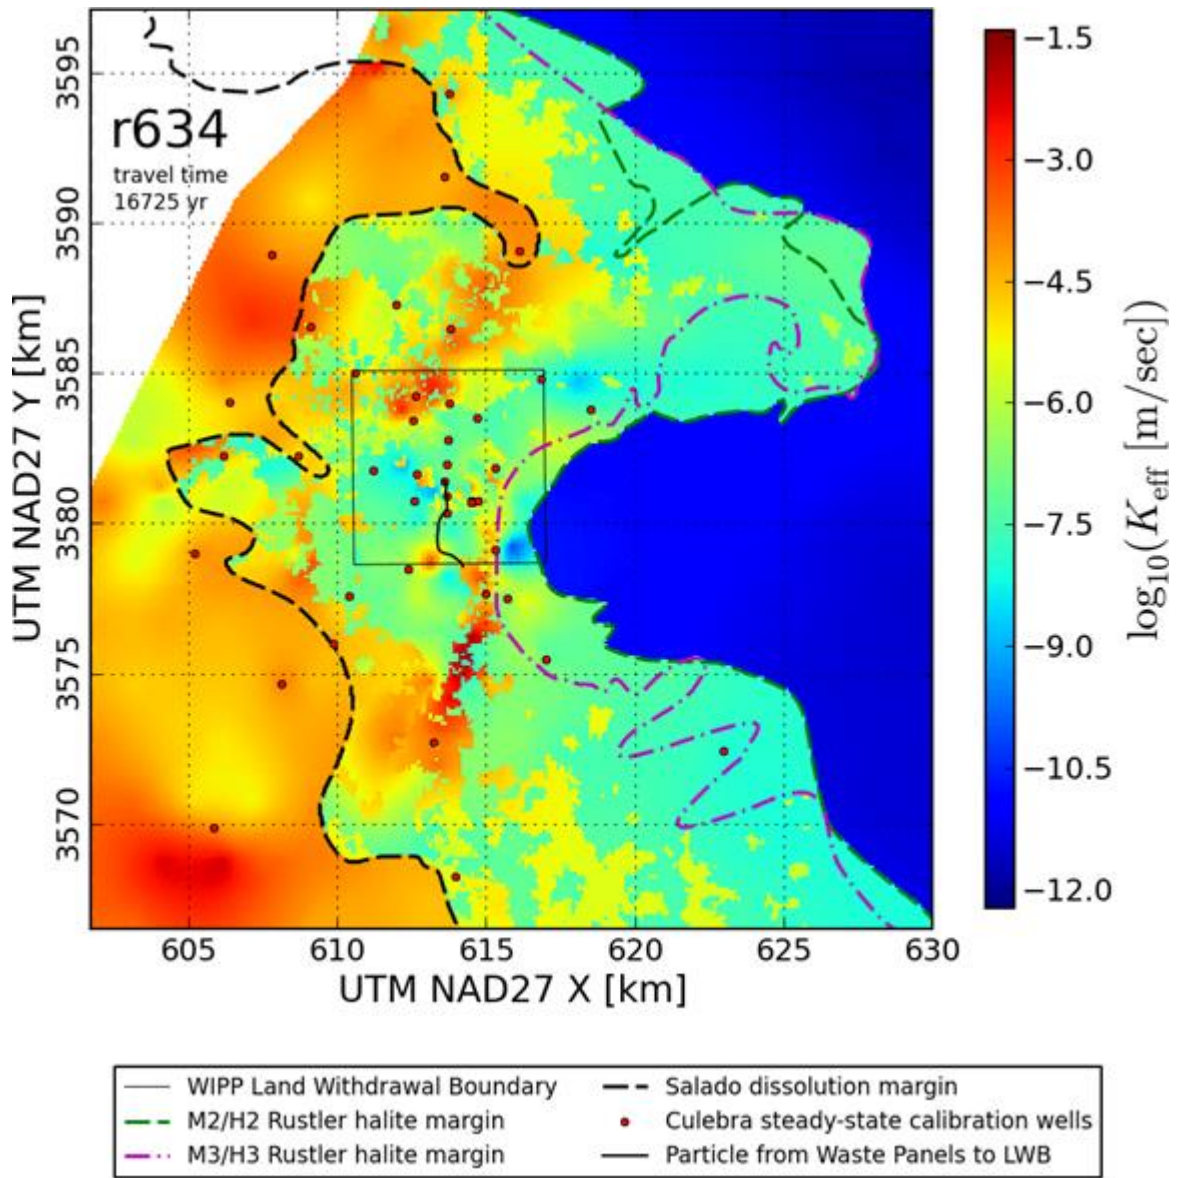 r634
travel time
16725 yr
3595
3590
3585
3580
3575
3570
UTM NAD27 Y [km]
605 610 615 620 625 630
UTM NAD27 X [km]
−1.5
−3.0
−4.5
−6.0
−7.5
−9.0
−10.5
−12.0
log10(Keff [m/sec])
WIPP Land Withdrawal Boundary
M2/H2 Rustler halite margin
M3/H3 Rustler halite margin
Salado dissolution margin
Culebra steady-state calibration wells
Particle from Waste Panels to LWB